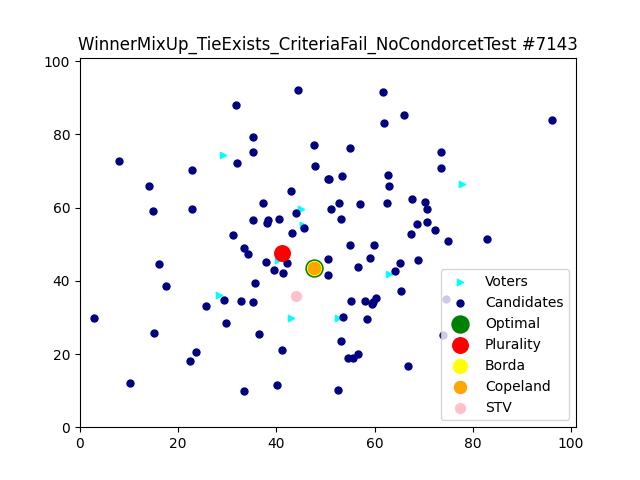 WinnerMixUp_TieExists_CriteriaFail_NoCondorcetTest #7143
100
80
60
40
20
0
0 20 40 60 80 100
Voters
Candidates
Optimal
Plurality
Borda
Copeland
STV